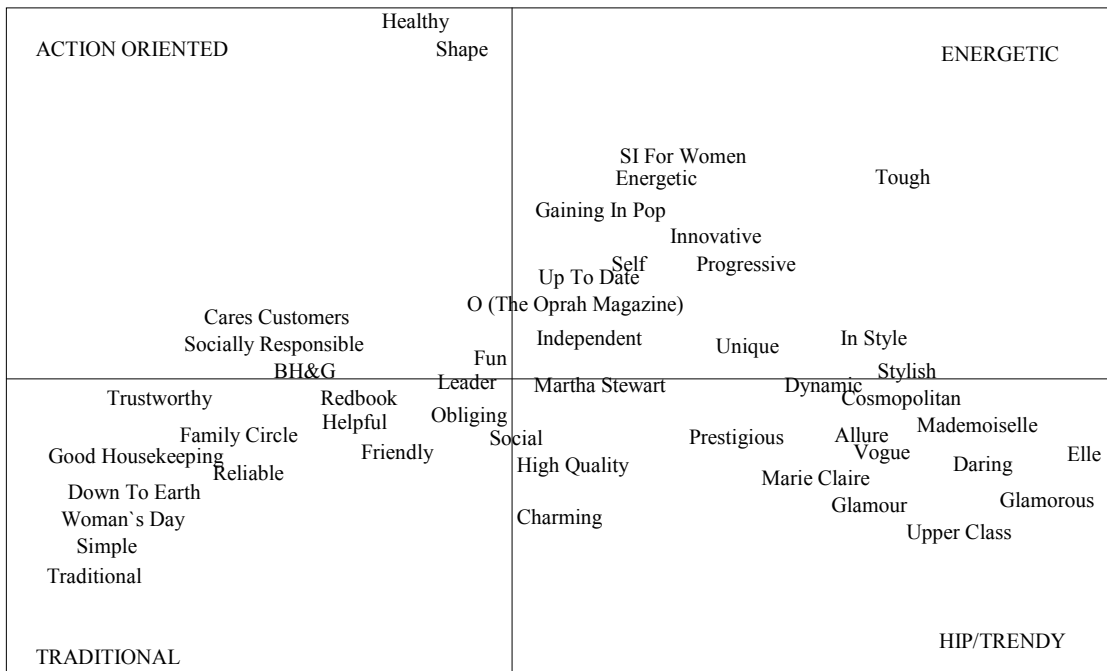 Healthy
ACTION ORIENTED
Shape
ENERGETIC
SI For Women
Energetic
Tough
Gaining In Pop
Innovative
Self
Progressive
Up To Date
O (The Oprah Magazine)
Cares Customers
Independent
In Style
Socially Responsible
Unique
Fun
BH&G
Stylish
Leader
Martha Stewart
Dynamic
Trustworthy
Redbook
Cosmopolitan
Obliging
Helpful
Mademoiselle
Family Circle
Social
Prestigious
Allure
Friendly
Vogue
Elle
Good Housekeeping
High Quality
Daring
Reliable
Marie Claire
Down To Earth
Glamorous
Glamour
Woman`s Day
Charming
Upper Class
Simple
Traditional
HIP/TRENDY
TRADITIONAL